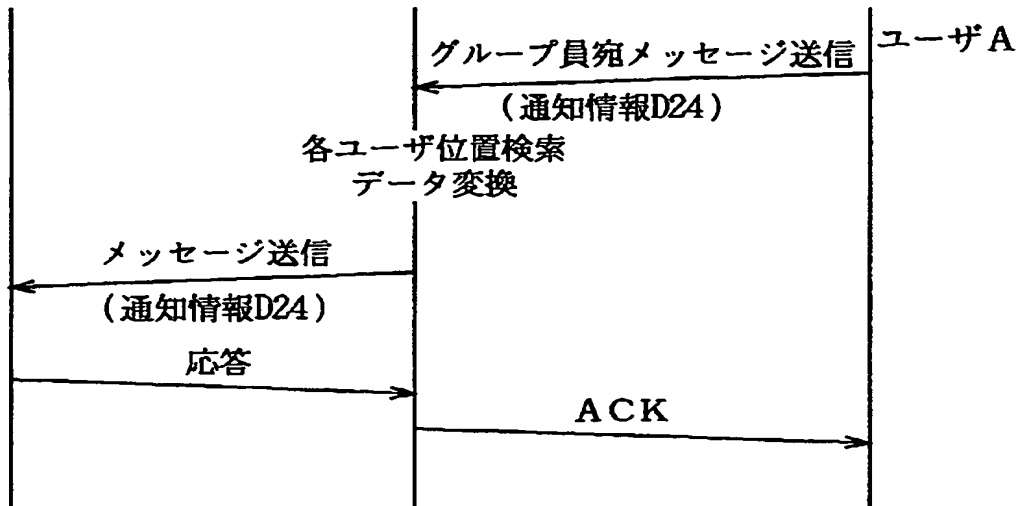 ユーザA
グループ員宛メッセージ送信
(通知情報D24)
各ユーザ位置検索
データ変換
メッセージ送信
(通知情報D24)
応答
ACK